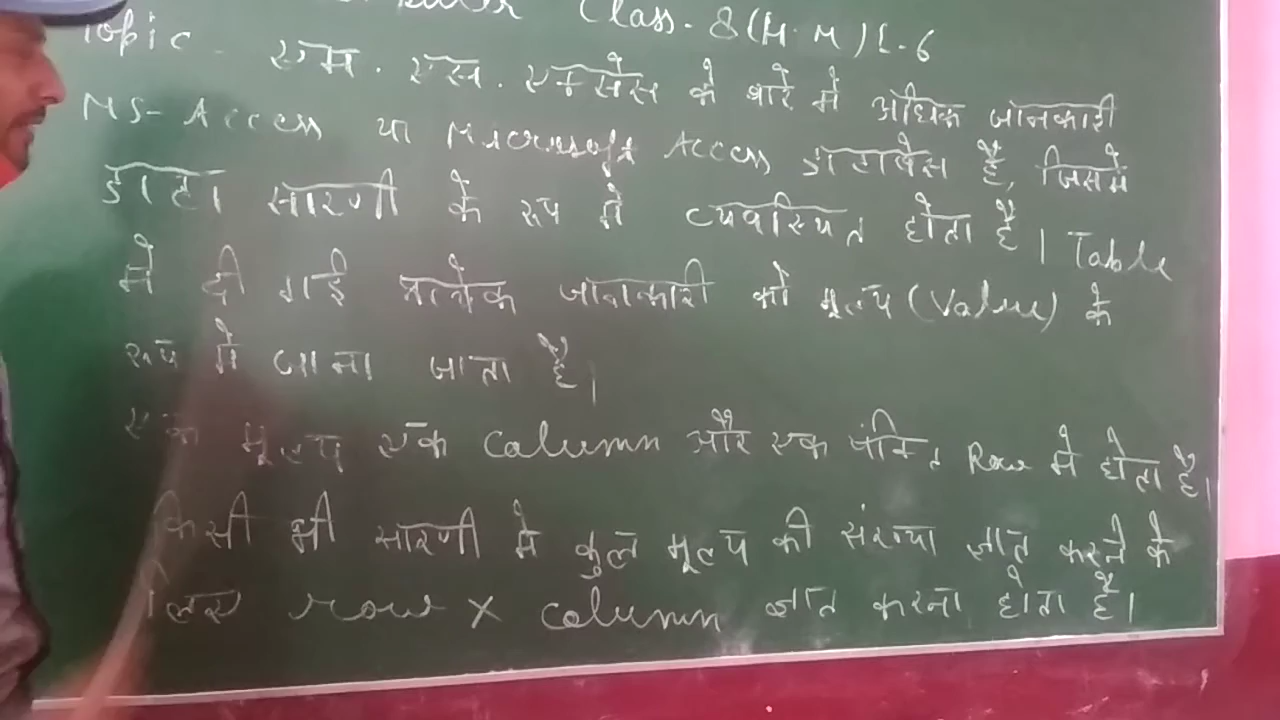 Class - 8 (H.M) L-6
Topic - एम. एस. एक्सेस के बारे में अधिक जानकारी
MS-Access या Microsoft Access डाटाबेस है, जिसमें
डाटा सारणी के रूप में व्यवस्थित होता है। Table
में दी गई प्रत्येक जानकारी को मूल्य (Value) के
रूप में जाना जाता है।
एक मूल्य एक Column और एक पंक्ति Row में होता है।
किसी भी सारणी में कुल मूल्य की संख्या ज्ञात करने के
लिए row X column ज्ञात करना होता है।